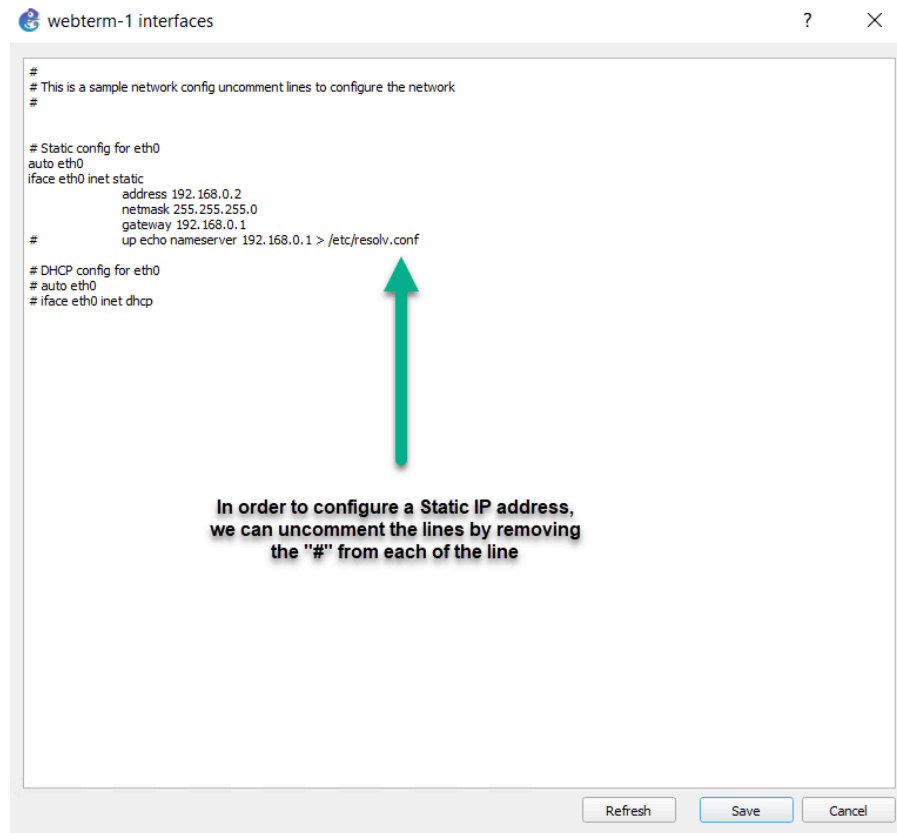 webterm-1 interfaces ? ×
#
# This is a sample network config uncomment lines to configure the network
#
# Static config for eth0
auto eth0
iface eth0 inet static
address 192.168.0.2
netmask 255.255.255.0
gateway 192.168.0.1
# up echo nameserver 192.168.0.1 > /etc/resolv.conf
# DHCP config for eth0
# auto eth0
# iface eth0 inet dhcp
In order to configure a Static IP address,
we can uncomment the lines by removing
the "#" from each of the line
Refresh Save Cancel